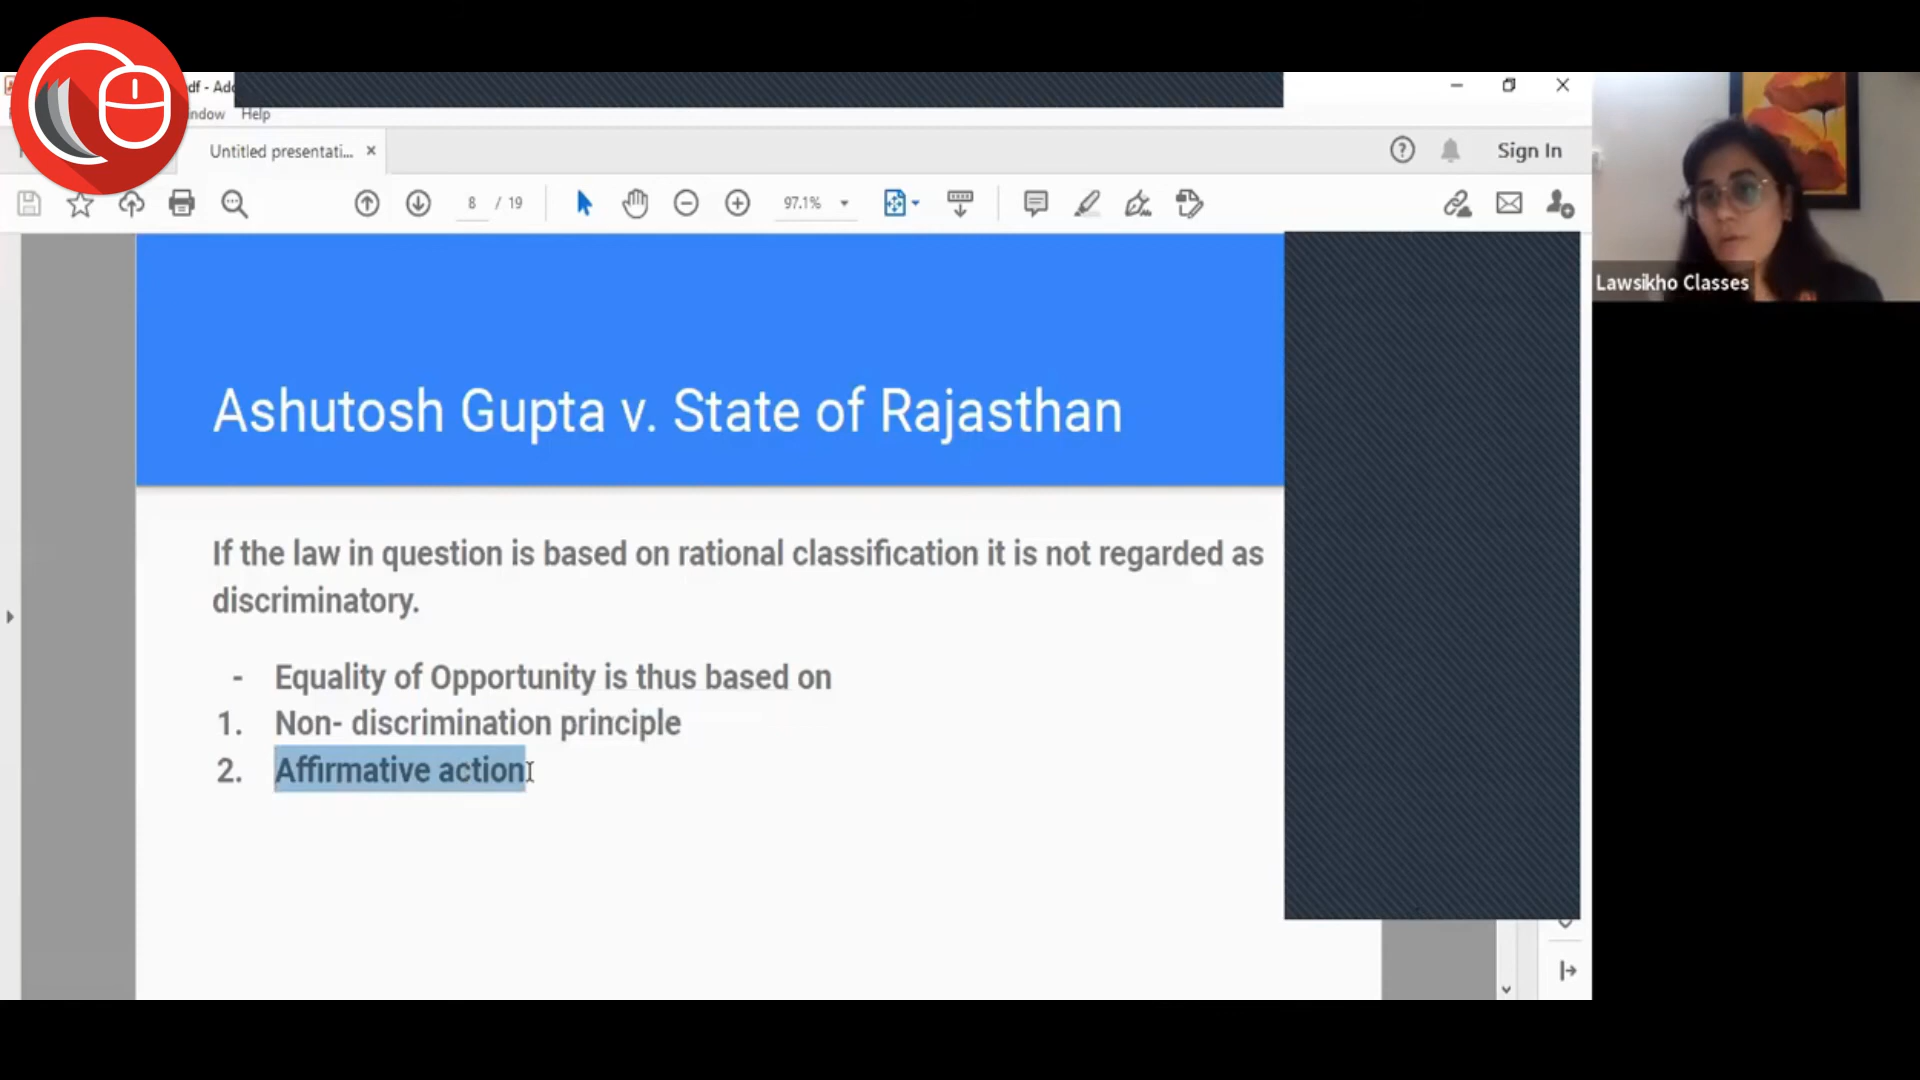 df - Ado
ndow Help
Untitled presentati... ×
Sign In
8 / 19
97.1%
Ashutosh Gupta v. State of Rajasthan
If the law in question is based on rational classification it is not regarded as
discriminatory.
- Equality of Opportunity is thus based on
1. Non- discrimination principle
2. Affirmative action
Lawsikho Classes